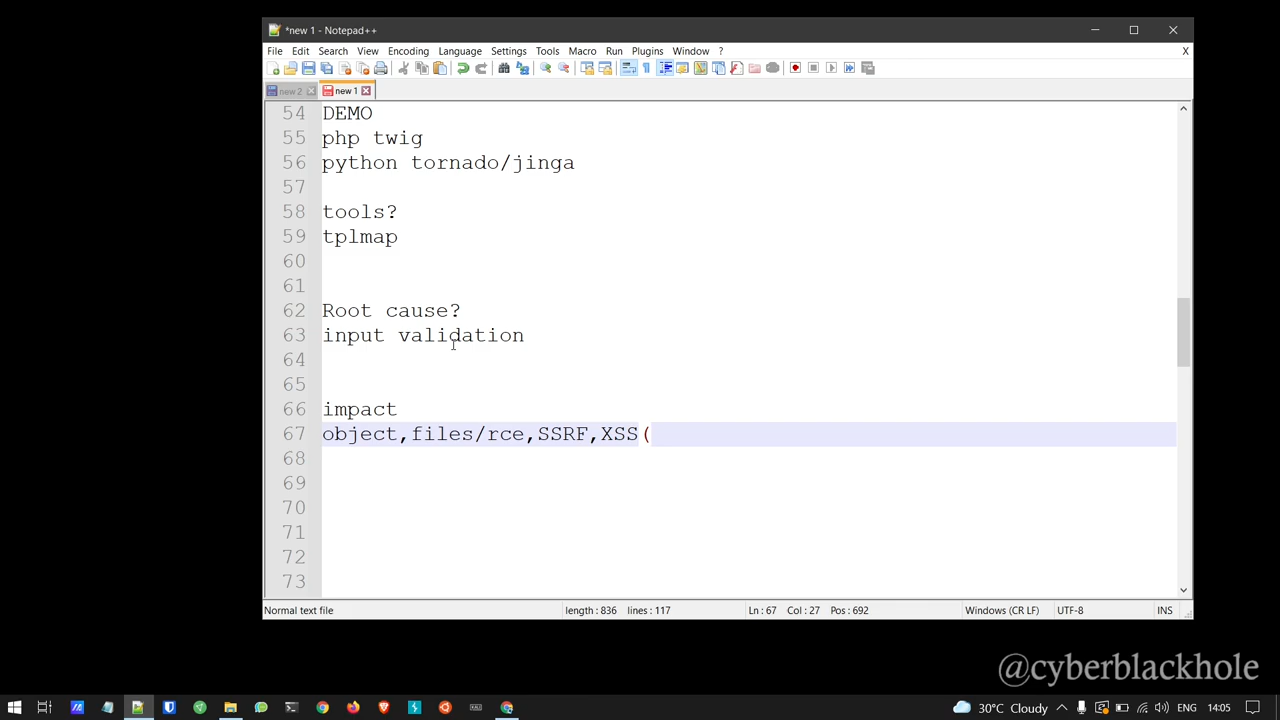 *new 1 - Notepad++
File Edit Search View Encoding Language Settings Tools Macro Run Plugins Window ? X
new 2 new 1
54 DEMO
55 php twig
56 python tornado/jinga
57
58 tools?
59 tplmap
60
61
62 Root cause?
63 input validation
64
65
66 impact
67 object,files/rce,SSRF,XSS(
68
69
70
71
72
73
Normal text file length : 836 lines : 117 Ln : 67 Col : 27 Pos : 692 Windows (CR LF) UTF-8 INS
@cyberblackhole
30°C Cloudy ENG 14:05